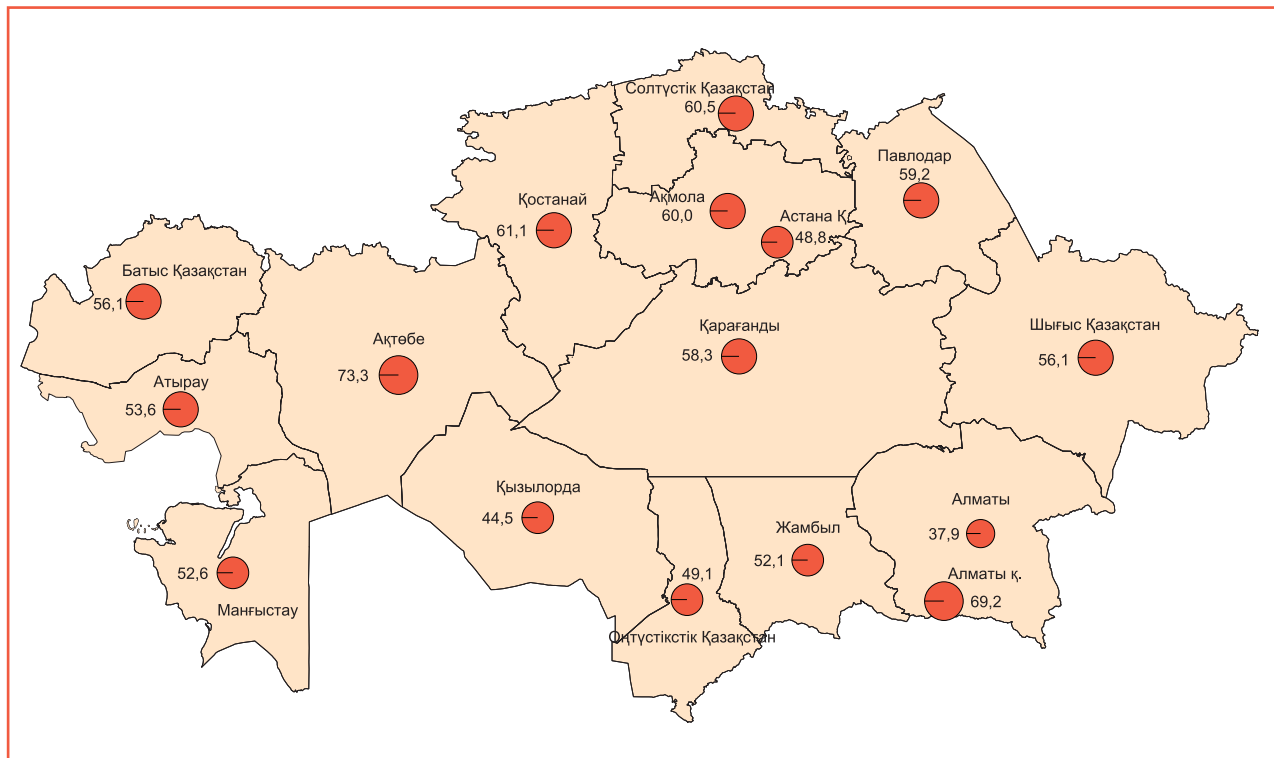 Солтүстік Қазақстан
60,5
Павлодар
59,2
Қостанай
61,1
Ақмола
60,0
Астана Қ.
48,8
Батыс Қазақстан
56,1
Ақтөбе
73,3
Қарағанды
58,3
Шығыс Қазақстан
56,1
Атырау
53,6
Қызылорда
44,5
Алматы
37,9
Жамбыл
52,1
49,1
Оңтүстікстік Қазақстан
52,6
Манғыстау
Алматы қ.
69,2